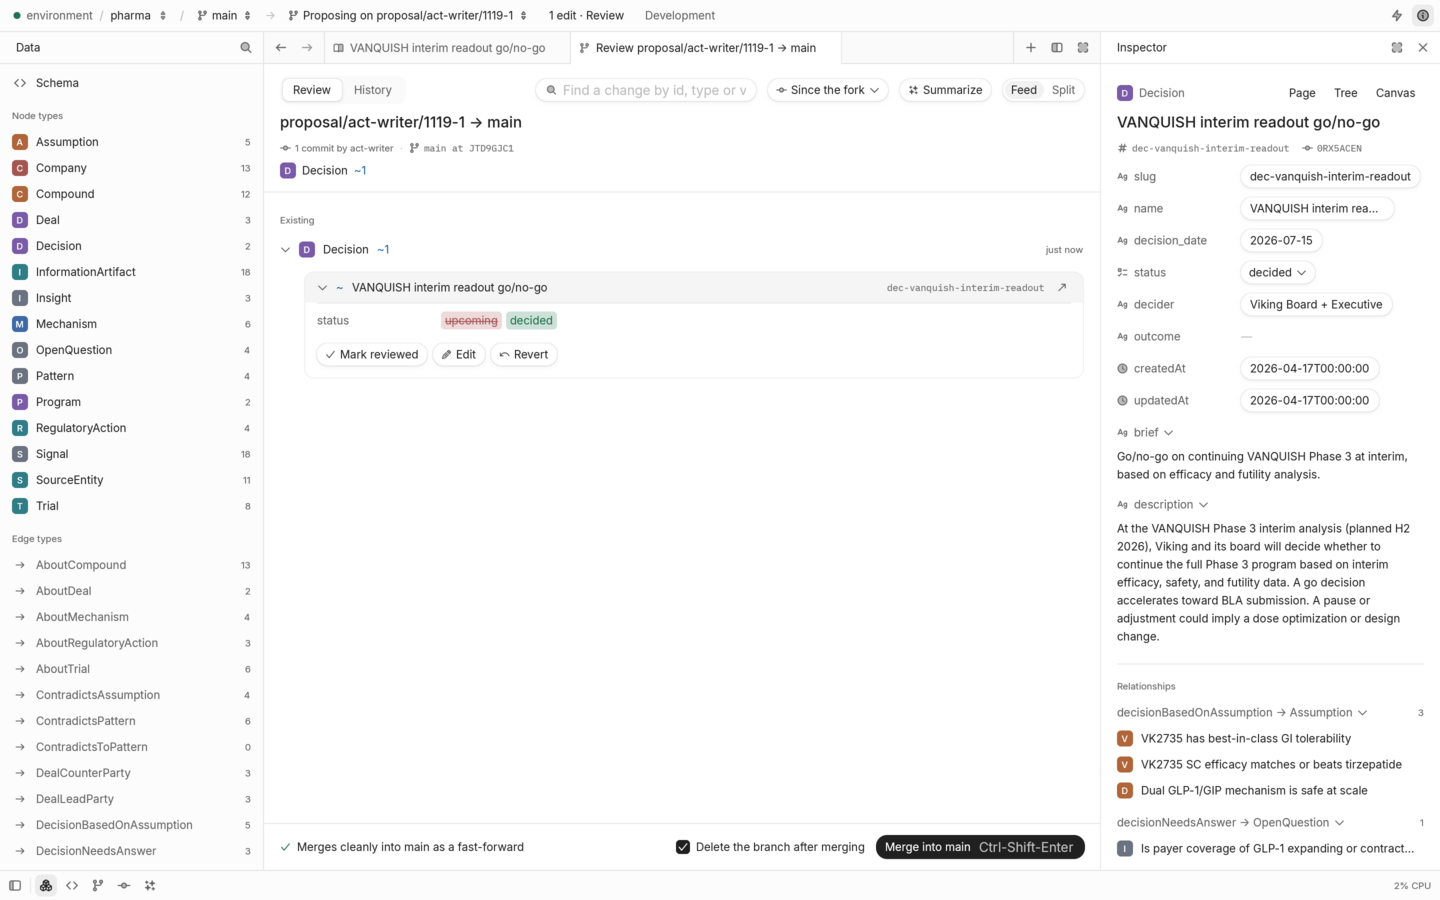 environment / pharma / main → Proposing on proposal/act-writer/1119-1 1 edit · Review Development
Data
Schema
Node types
A Assumption 5
C Company 13
C Compound 12
D Deal 3
D Decision 2
I InformationArtifact 18
I Insight 3
M Mechanism 6
O OpenQuestion 4
P Pattern 4
P Program 2
R RegulatoryAction 4
S Signal 18
S SourceEntity 11
T Trial 8
Edge types
AboutCompound 13
AboutDeal 2
AboutMechanism 4
AboutRegulatoryAction 3
AboutTrial 6
ContradictsAssumption 4
ContradictsPattern 6
ContradictsToPattern 0
DealCounterParty 3
DealLeadParty 3
DecisionBasedOnAssumption 5
DecisionNeedsAnswer 3
VANQUISH interim readout go/no-go
Review proposal/act-writer/1119-1 → main
Review History
Find a change by id, type or v
Since the fork
Summarize
Feed Split
proposal/act-writer/1119-1 → main
1 commit by act-writer · main at JTD9GJC1
D Decision ~1
Existing
D Decision ~1 just now
~ VANQUISH interim readout go/no-go dec-vanquish-interim-readout
status upcoming decided
Mark reviewed Edit Revert
Merges cleanly into main as a fast-forward
Delete the branch after merging
Merge into main Ctrl-Shift-Enter
Inspector
D Decision Page Tree Canvas
VANQUISH interim readout go/no-go
# dec-vanquish-interim-readout 0RX5ACEN
Ag slug dec-vanquish-interim-readout
Ag name VANQUISH interim rea...
Ag decision_date 2026-07-15
status decided
Ag decider Viking Board + Executive
Ag outcome —
createdAt 2026-04-17T00:00:00
updatedAt 2026-04-17T00:00:00
Ag brief
Go/no-go on continuing VANQUISH Phase 3 at interim,
based on efficacy and futility analysis.
Ag description
At the VANQUISH Phase 3 interim analysis (planned H2
2026), Viking and its board will decide whether to
continue the full Phase 3 program based on interim
efficacy, safety, and futility data. A go decision
accelerates toward BLA submission. A pause or
adjustment could imply a dose optimization or design
change.
Relationships
decisionBasedOnAssumption → Assumption 3
V VK2735 has best-in-class GI tolerability
V VK2735 SC efficacy matches or beats tirzepatide
D Dual GLP-1/GIP mechanism is safe at scale
decisionNeedsAnswer → OpenQuestion 1
I Is payer coverage of GLP-1 expanding or contract...
2% CPU